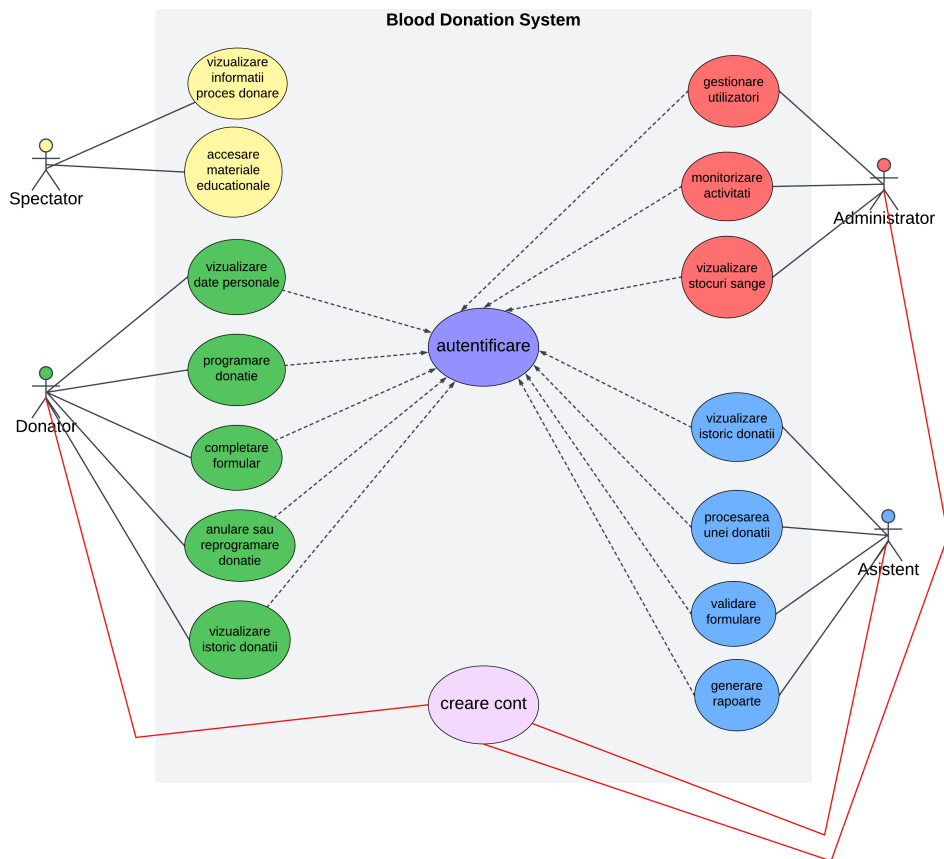 Blood Donation System
vizualizare
informatii
proces donare
accesare
materiale
educationale
Spectator
vizualizare
date personale
programare
donatie
completare
formular
anulare sau
reprogramare
donatie
vizualizare
istoric donatii
Donator
autentificare
creare cont
gestionare
utilizatori
monitorizare
activitati
vizualizare
stocuri sange
Administrator
vizualizare
istoric donatii
procesarea
unei donatii
validare
formulare
generare
rapoarte
Asistent